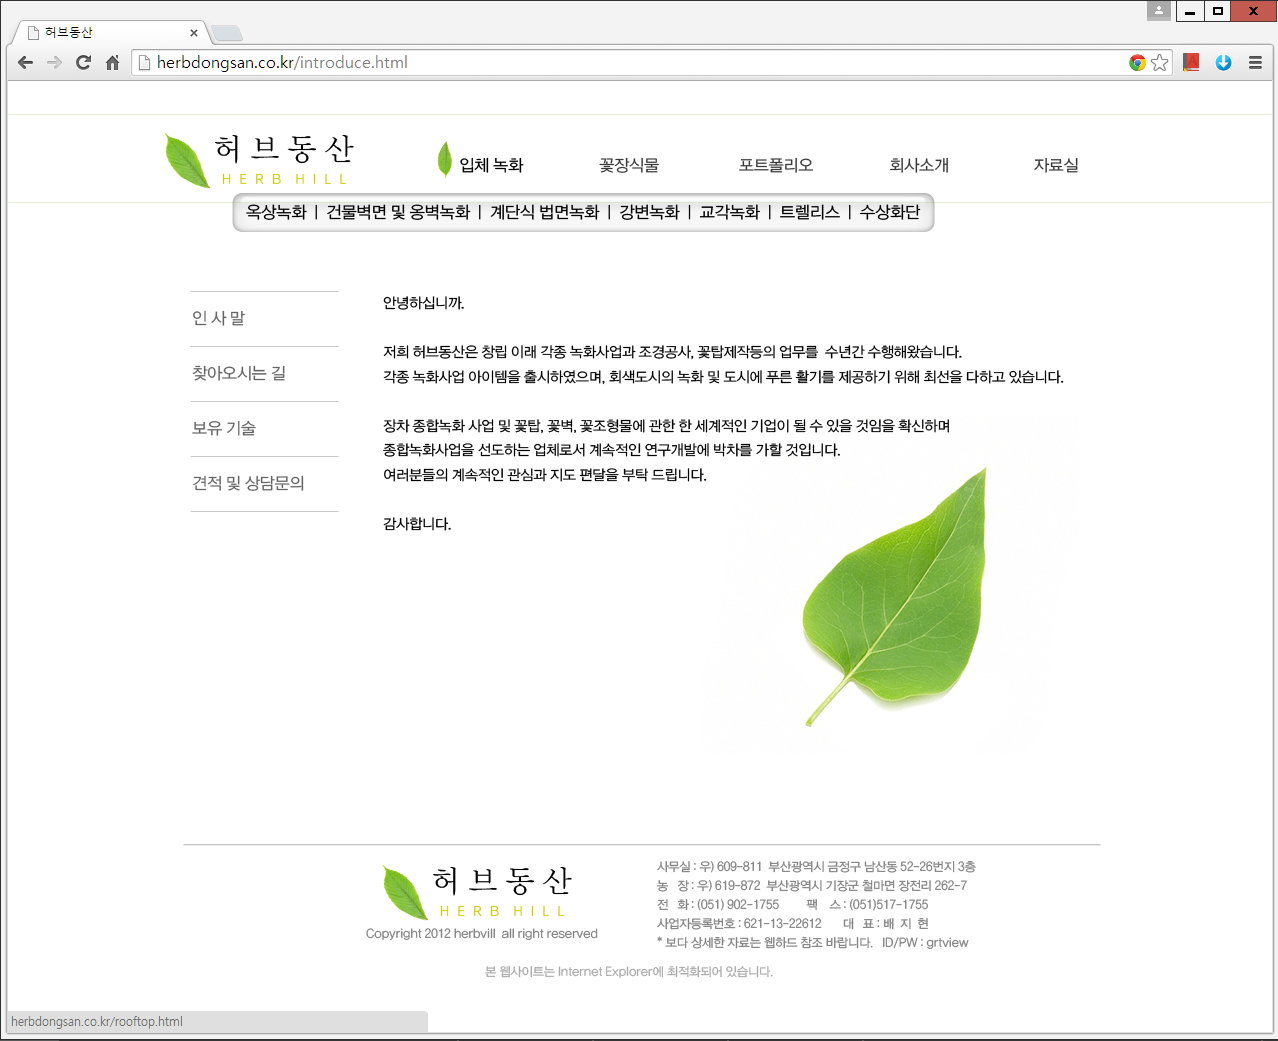 허브동산
herbdongsan.co.kr/introduce.html
허브동산
HERB HILL
입체 녹화 꽃장식물 포트폴리오 회사소개 자료실
옥상녹화 | 건물벽면 및 옹벽녹화 | 계단식 법면녹화 | 강변녹화 | 교각녹화 | 트렐리스 | 수상화단
인 사 말
찾아오시는 길
보유 기술
견적 및 상담문의
안녕하십니까.
저희 허브동산은 창립 이래 각종 녹화사업과 조경공사, 꽃탑제작등의 업무를 수년간 수행해왔습니다.
각종 녹화사업 아이템을 출시하였으며, 회색도시의 녹화 및 도시에 푸른 활기를 제공하기 위해 최선을 다하고 있습니다.
장차 종합녹화 사업 및 꽃탑, 꽃벽, 꽃조형물에 관한 한 세계적인 기업이 될 수 있을 것임을 확신하며
종합녹화사업을 선도하는 업체로서 계속적인 연구개발에 박차를 가할 것입니다.
여러분들의 계속적인 관심과 지도 편달을 부탁 드립니다.
감사합니다.
허브동산
HERB HILL
Copyright 2012 herbvill all right reserved
사무실 : 우) 609-811 부산광역시 금정구 남산동 52-26번지 3층
농 장 : 우) 619-872 부산광역시 기장군 철마면 장전리 262-7
전 화 : (051) 902-1755 팩 스 : (051)517-1755
사업자등록번호 : 621-13-22612 대 표 : 배 지 현
* 보다 상세한 자료는 웹하드 참조 바랍니다. ID/PW : grtview
본 웹사이트는 Internet Explorer에 최적화되어 있습니다.
herbdongsan.co.kr/rooftop.html